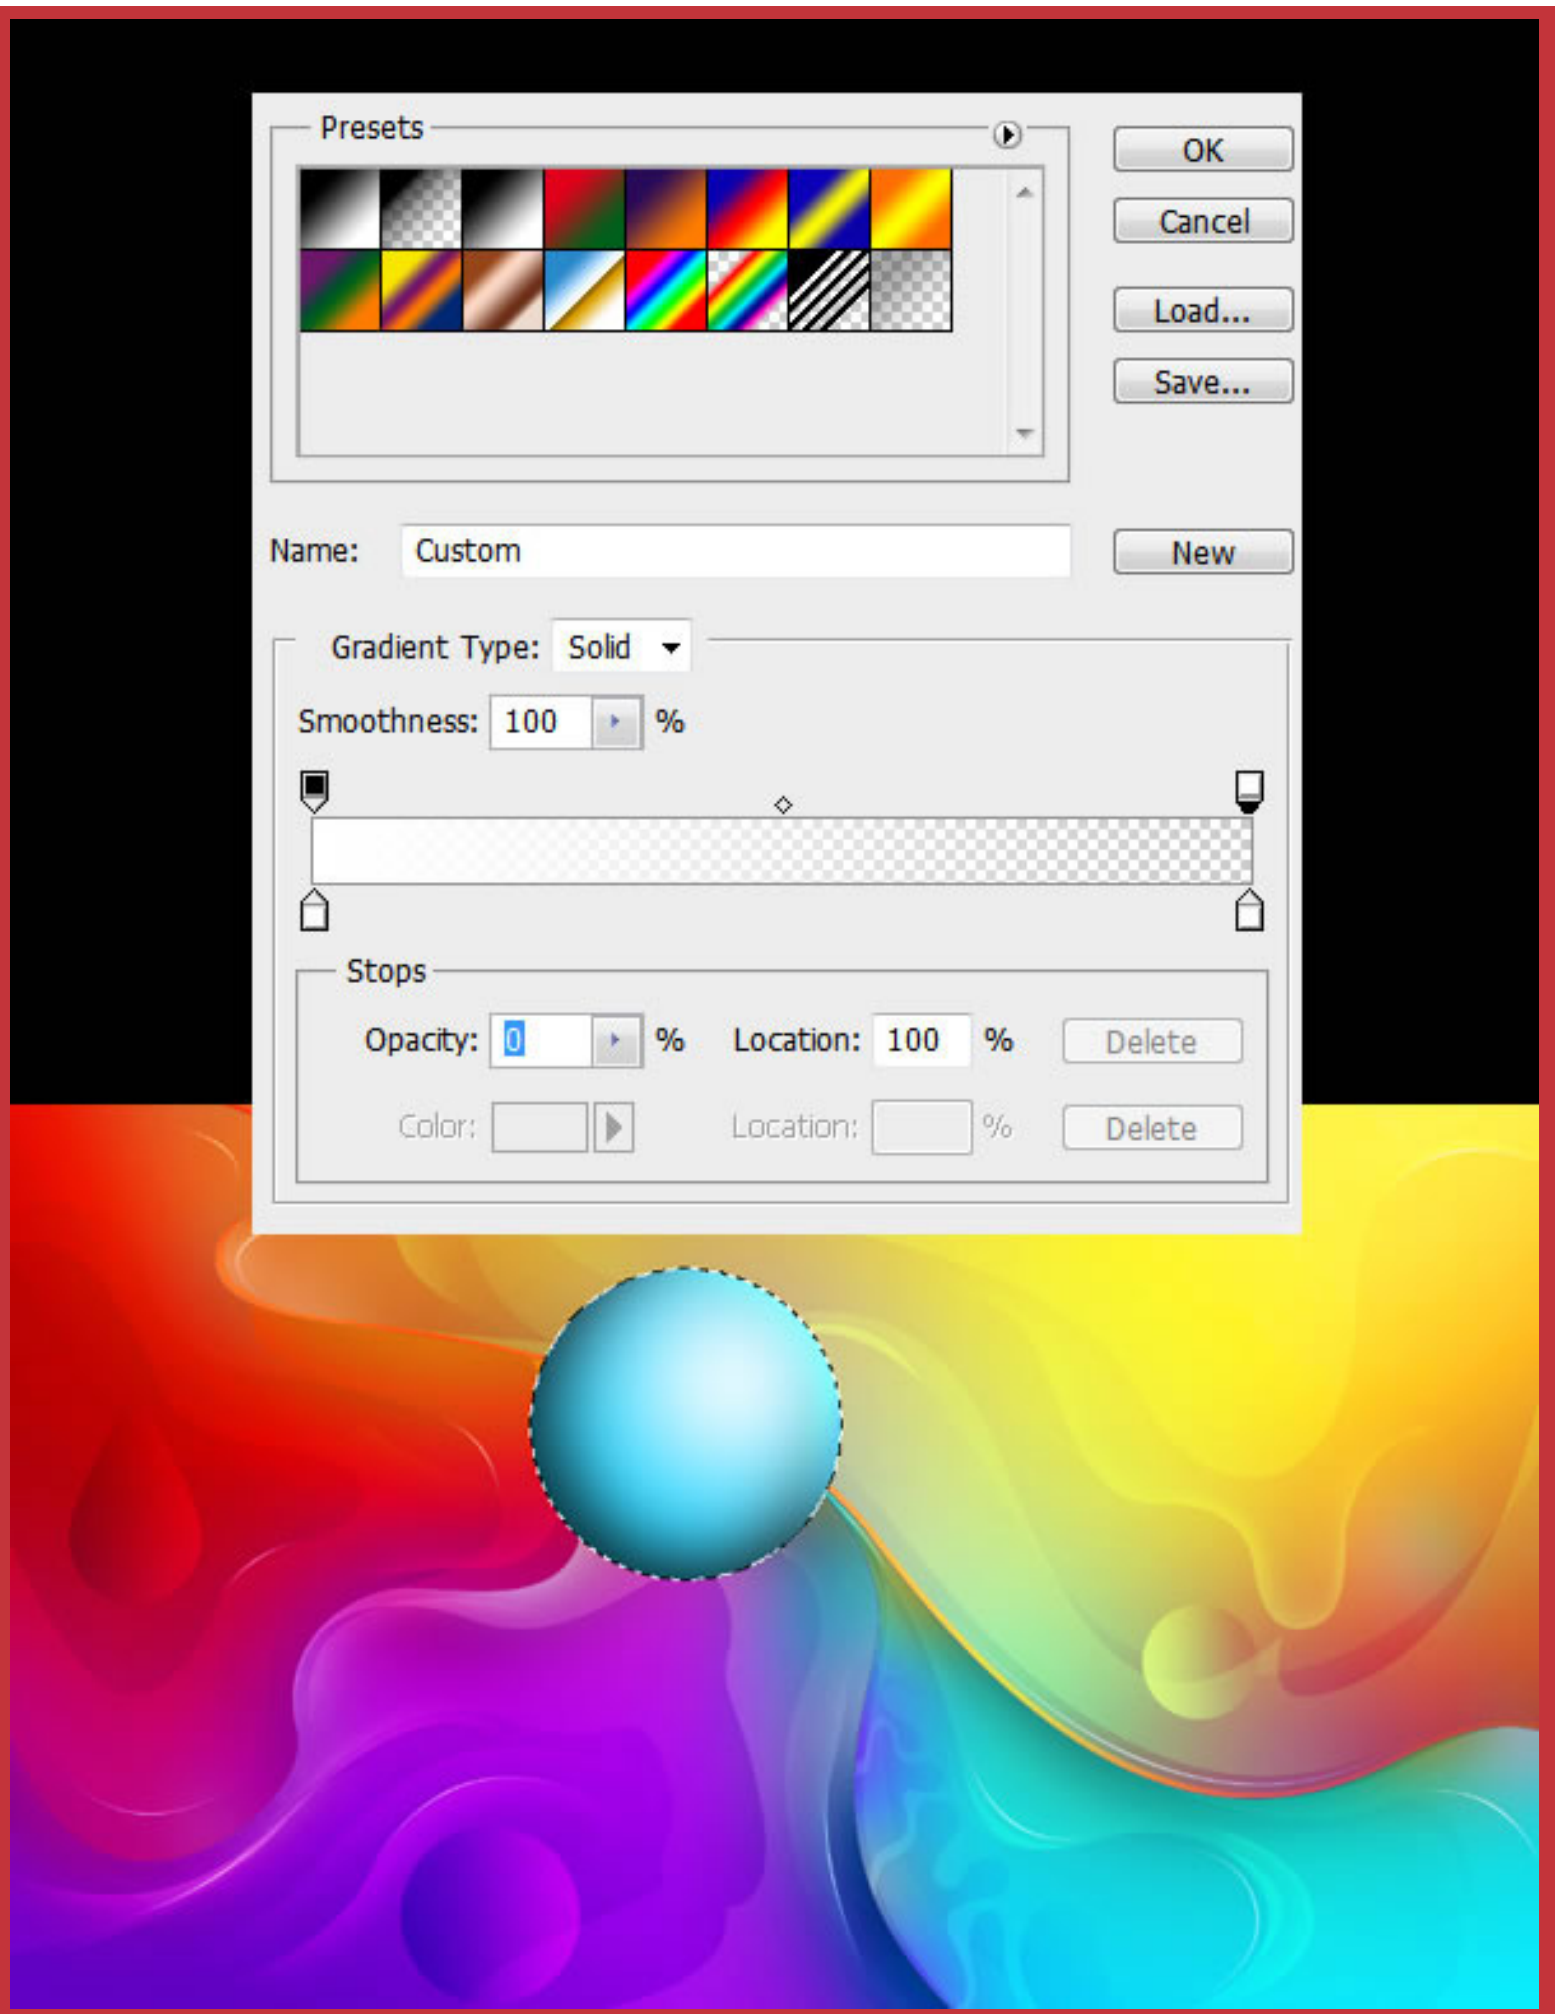 Presets
OK
Cancel
Load...
Save...
Name: Custom
New
Gradient Type: Solid
Smoothness: 100 %
Stops
Opacity: 0 % Location: 100 % Delete
Color: Location: % Delete